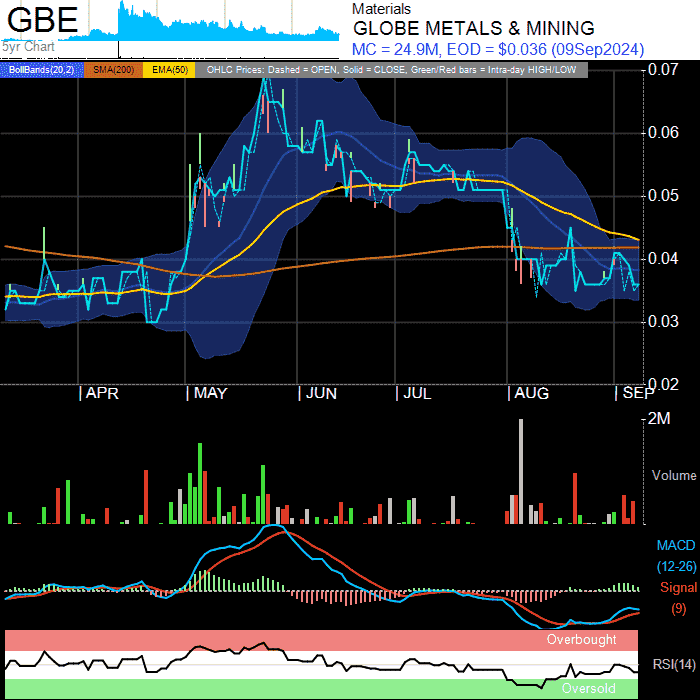 GBE
5yr Chart
Materials
GLOBE METALS & MINING
MC = 24.9M, EOD = $0.036 (09Sep2024)
BollBands(20,2) SMA(200) EMA(50) OHLC Prices: Dashed = OPEN, Solid = CLOSE, Green/Red bars = Intra-day HIGH/LOW
0.07
0.06
0.05
0.04
0.03
0.02
APR MAY JUN JUL AUG SEP
2M
Volume
MACD
(12-26)
Signal
(9)
Overbought
RSI(14)
Oversold